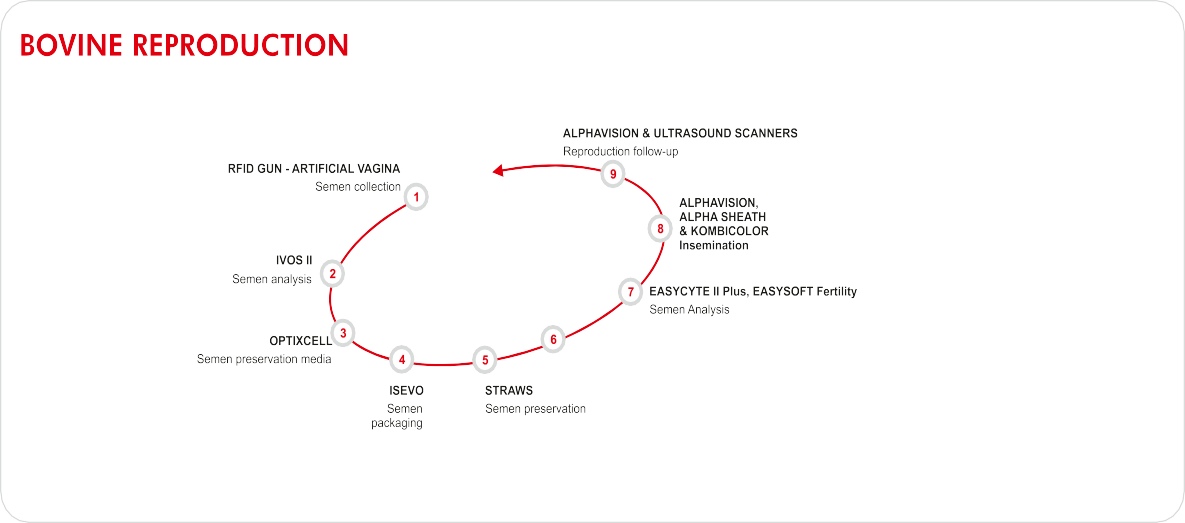 BOVINE REPRODUCTION
RFID GUN - ARTIFICIAL VAGINA
Semen collection
1
IVOS II
Semen analysis
2
OPTIXCELL
Semen preservation media
3
4
ISEVO
Semen
packaging
5
STRAWS
Semen preservation
6
7
EASYCYTE II Plus, EASYSOFT Fertility
Semen Analysis
8
ALPHAVISION,
ALPHA SHEATH
& KOMBICOLOR
Insemination
ALPHAVISION & ULTRASOUND SCANNERS
Reproduction follow-up
9